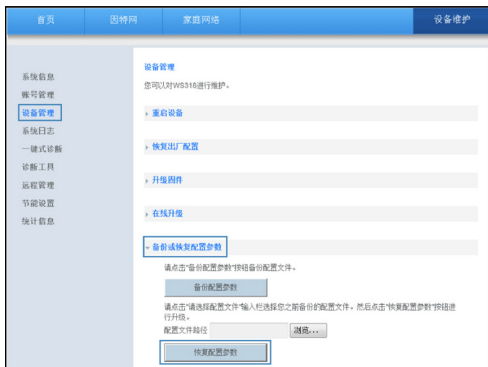 首页 因特网 家庭网络 设备维护
系统信息
账号管理
设备管理
系统日志
一键式诊断
诊断工具
远程管理
节能设置
统计信息
设备管理
您可以对WS318进行维护。
重启设备
恢复出厂配置
升级固件
在线升级
备份或恢复配置参数
请点击"备份配置参数"按钮备份配置文件。
备份配置参数
请点击"请选择配置文件"输入栏选择您之前备份的配置文件。然后点击"恢复配置参数"按钮进
行升级。
配置文件路径 浏览...
恢复配置参数